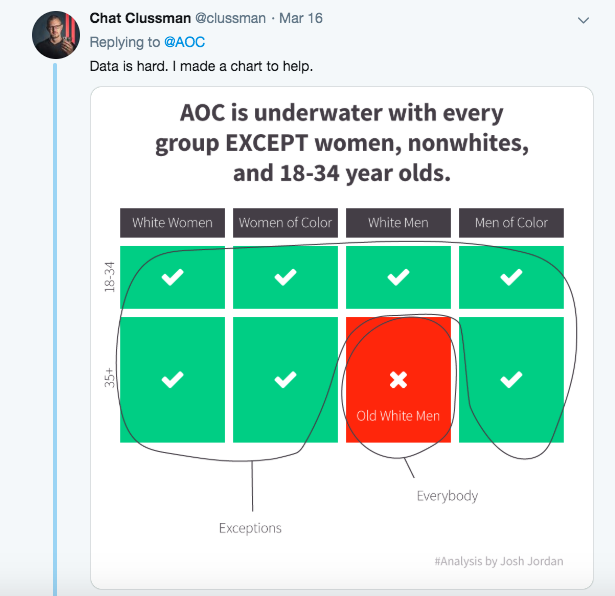 Chat Clussman @clussman · Mar 16
Replying to @AOC
Data is hard. I made a chart to help.
AOC is underwater with every
group EXCEPT women, nonwhites,
and 18-34 year olds.
White Women Women of Color White Men Men of Color
18-34
35+
Old White Men
Everybody
Exceptions
#Analysis by Josh Jordan